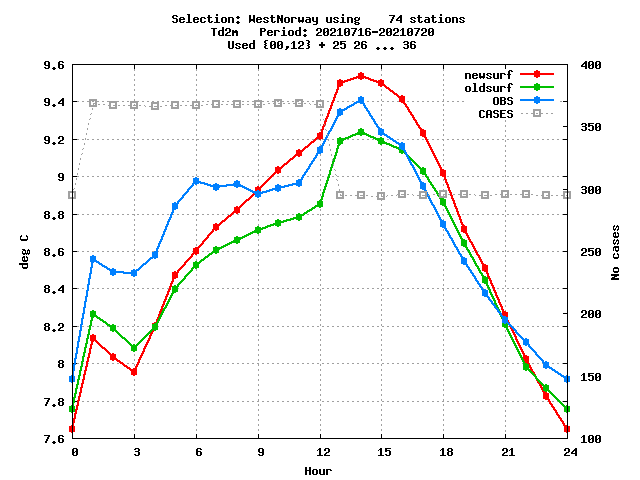 Selection: WestNorway using    74 stations
Td2m   Period: 20210716-20210720
Used {00,12} + 25 26 ... 36
newsurf
oldsurf
OBS
CASES
deg C
9.6
9.4
9.2
9
8.8
8.6
8.4
8.2
8
7.8
7.6
400
350
300
250
200
150
100
No cases
0 3 6 9 12 15 18 21 24
Hour